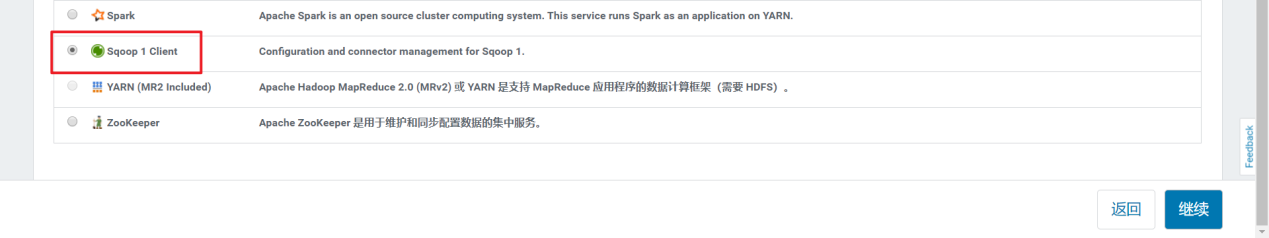 Spark Apache Spark is an open source cluster computing system. This service runs Spark as an application on YARN.
Sqoop 1 Client Configuration and connector management for Sqoop 1.
YARN (MR2 Included) Apache Hadoop MapReduce 2.0 (MRv2) 或 YARN 是支持 MapReduce 应用程序的数据计算框架（需要 HDFS）。
ZooKeeper Apache ZooKeeper 是用于维护和同步配置数据的集中服务。
Feedback
返回 继续